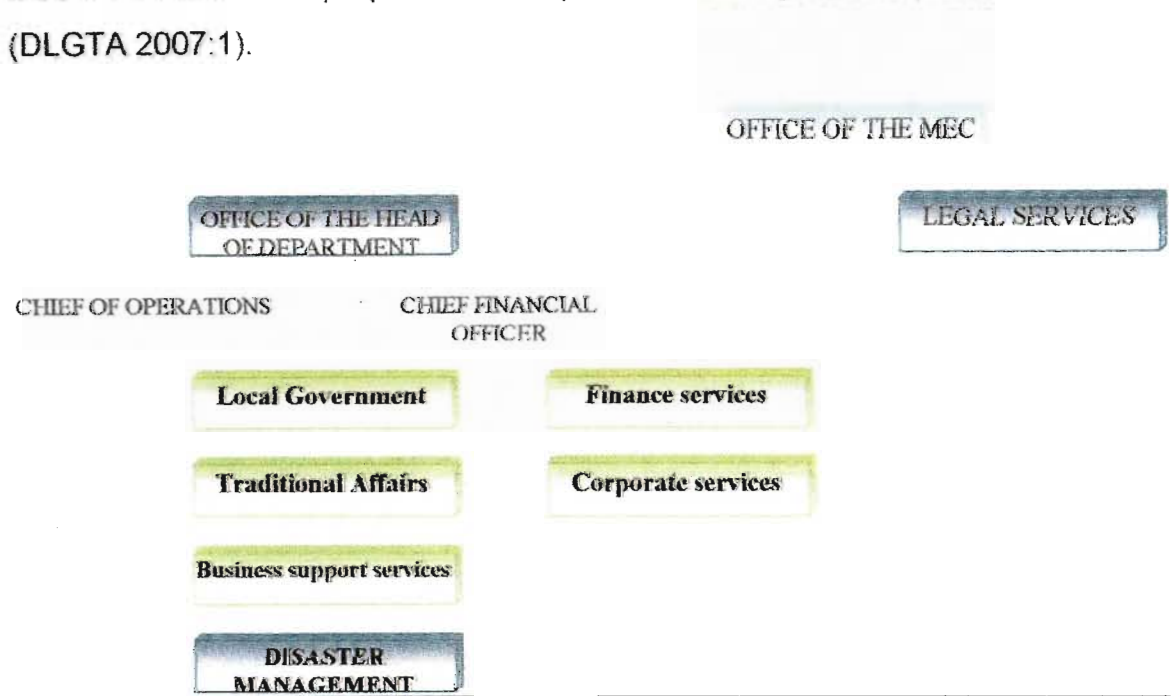 (DLGTA 2007:1).
OFFICE OF THE MEC
OFFICE OF THE HEAD
OF DEPARTMENT
LEGAL SERVICES
CHIEF OF OPERATIONS
CHIEF FINANCIAL
OFFICER
Local Government
Finance services
Traditional Affairs
Corporate services
Business support services
DISASTER
MANAGEMENT